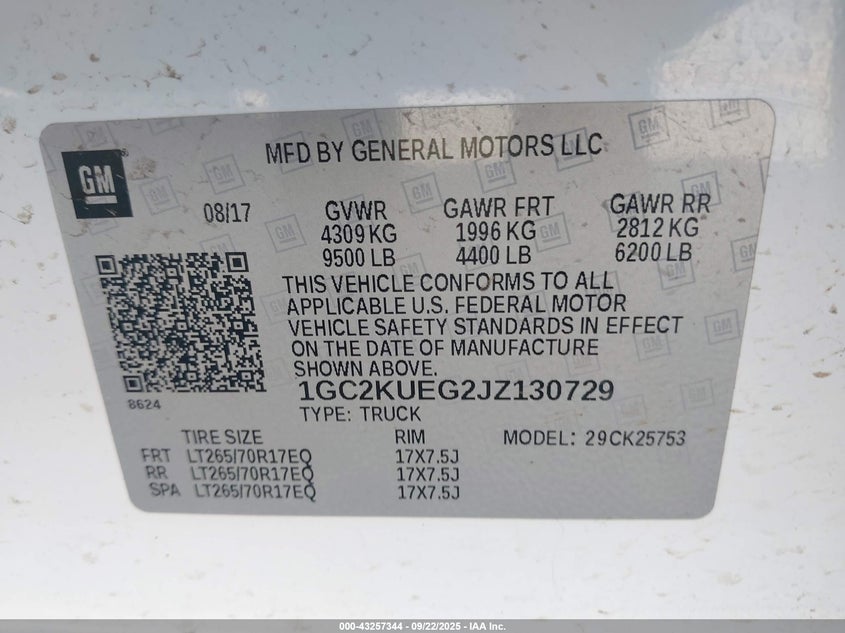 MFD BY GENERAL MOTORS LLC
GM
08/17 GVWR GAWR FRT GAWR RR
4309 KG 1996 KG 2812 KG
9500 LB 4400 LB 6200 LB
THIS VEHICLE CONFORMS TO ALL
APPLICABLE U.S. FEDERAL MOTOR
VEHICLE SAFETY STANDARDS IN EFFECT
ON THE DATE OF MANUFACTURE
SHOWN ABOVE.
1GC2KUEG2JZ130729
8624
TYPE: TRUCK
TIRE SIZE RIM MODEL: 29CK25753
FRT LT265/70R17EQ 17X7.5J
RR LT265/70R17EQ 17X7.5J
SPA LT265/70R17EQ 17X7.5J
000-43257344 - 09/22/2025 - IAA Inc.